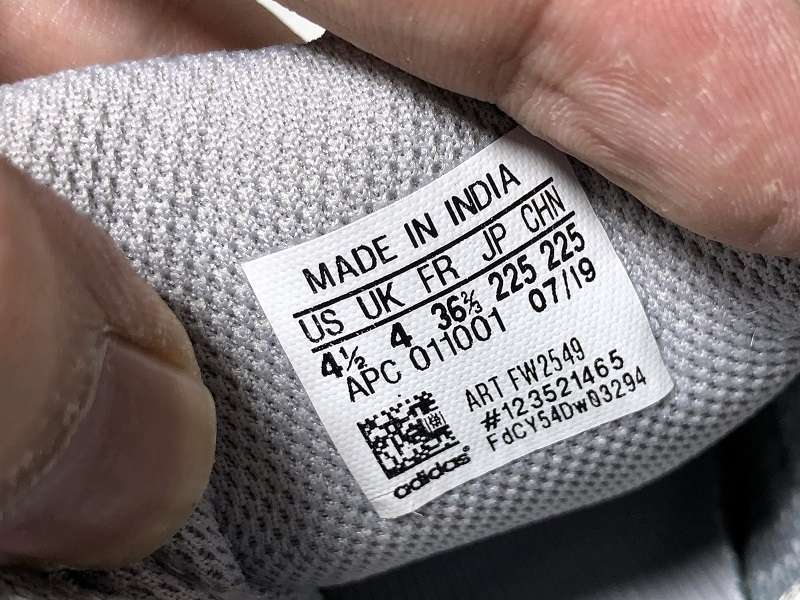 MADE IN INDIA
US UK FR JP CHN
4½ 4 36⅔ 225 225
APC 011001 07/19
ART FW2549
#123521465
FdCY54Dw03294
adidas